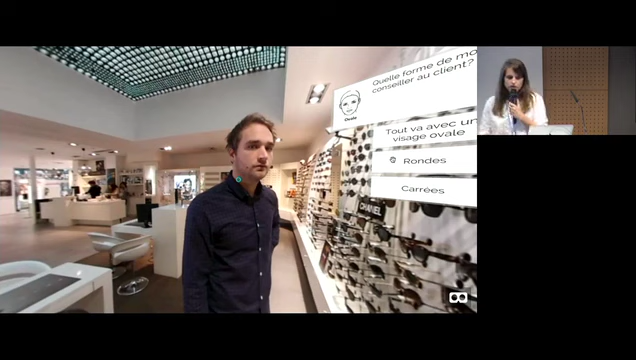 Quelle forme de mo
conseiller au client?
Ovale
Tout va avec un
visage ovale
Rondes
Carrées
CHANEL